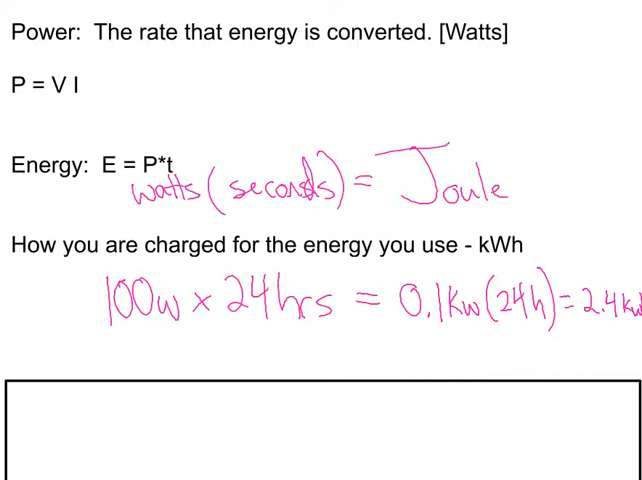 Power: The rate that energy is converted. [Watts]
P = V I
Energy: E = P*t
watts (seconds) = Joule
How you are charged for the energy you use - kWh
100w x 24hrs = 0.1kw (24h) = 2.4kw